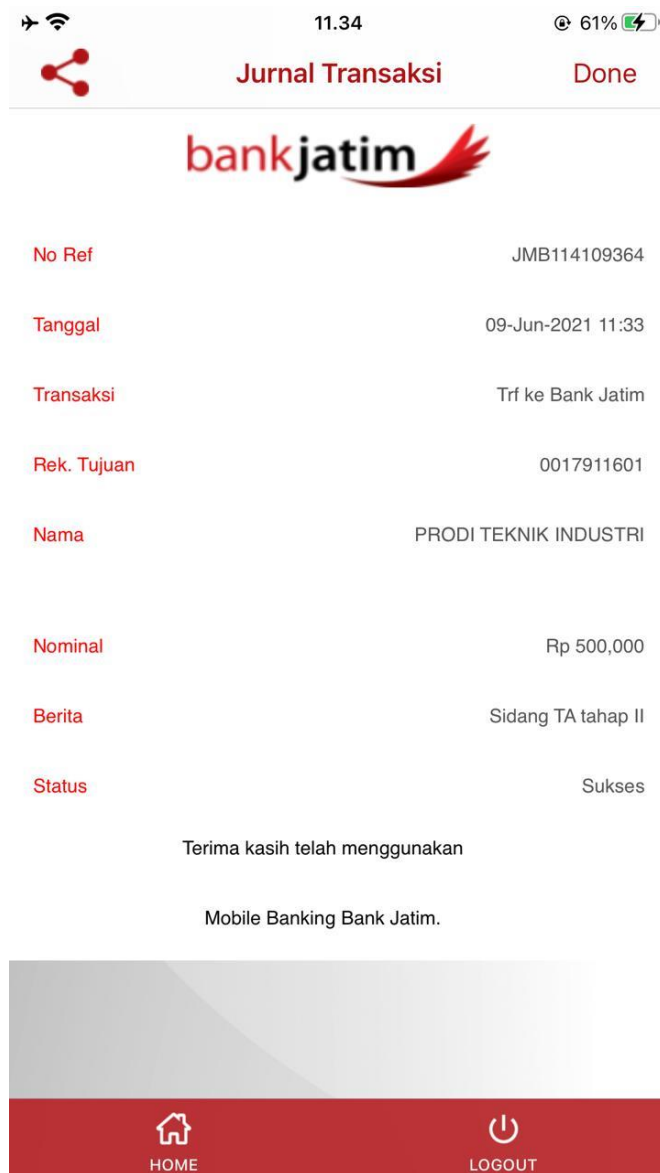 11.34
61%
Jurnal Transaksi
Done
bankjatim
No Ref JMB114109364
Tanggal 09-Jun-2021 11:33
Transaksi Trf ke Bank Jatim
Rek. Tujuan 0017911601
Nama PRODI TEKNIK INDUSTRI
Nominal Rp 500,000
Berita Sidang TA tahap II
Status Sukses
Terima kasih telah menggunakan
Mobile Banking Bank Jatim.
HOME
LOGOUT